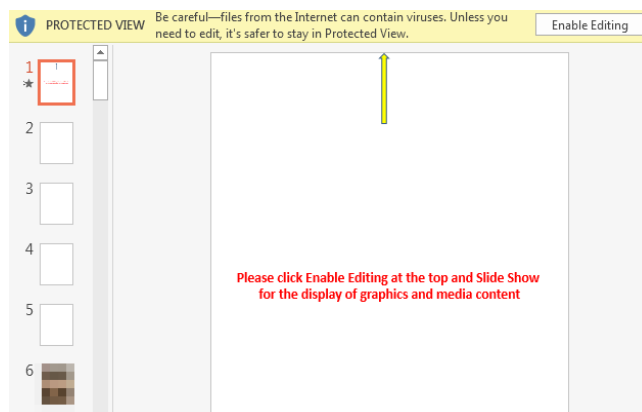 PROTECTED VIEW
Be careful—files from the Internet can contain viruses. Unless you
need to edit, it's safer to stay in Protected View.
Enable Editing
1
2
3
4
5
6
Please click Enable Editing at the top and Slide Show
for the display of graphics and media content